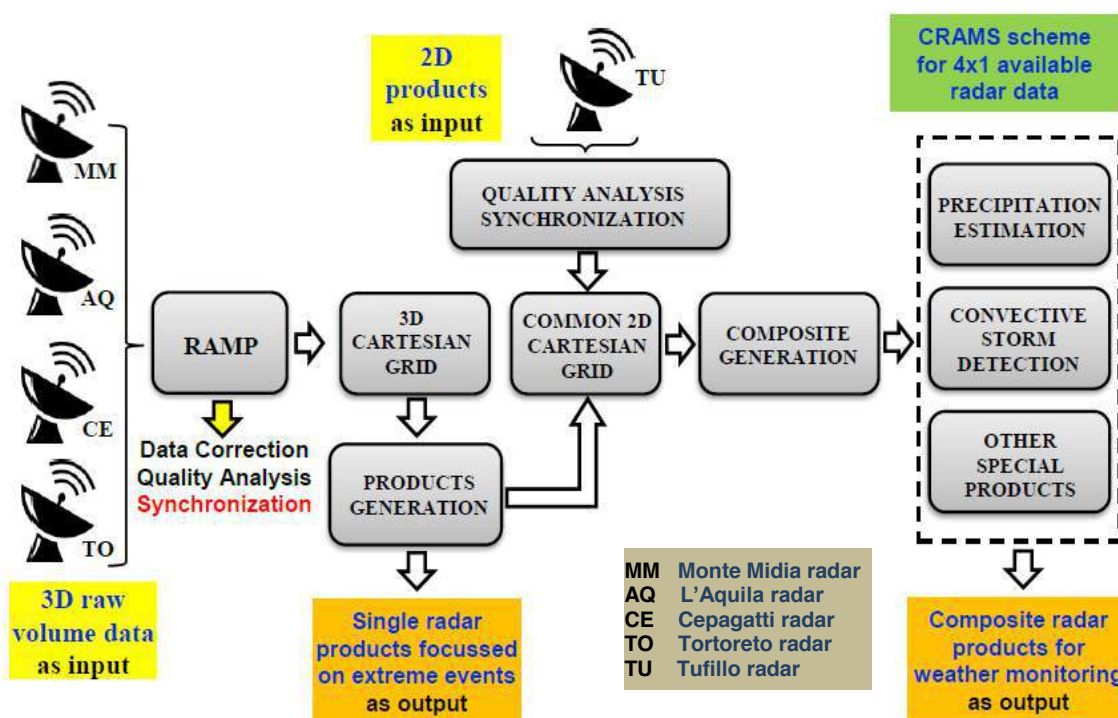 2D
products
as input
TU
CRAMS scheme
for 4x1 available
radar data
MM
AQ
CE
TO
3D raw
volume data
as input
RAMP
Data Correction
Quality Analysis
Synchronization
3D
CARTESIAN
GRID
PRODUCTS
GENERATION
Single radar
products focussed
on extreme events
as output
QUALITY ANALYSIS
SYNCHRONIZATION
COMMON 2D
CARTESIAN
GRID
COMPOSITE
GENERATION
PRECIPITATION
ESTIMATION
CONVECTIVE
STORM
DETECTION
OTHER
SPECIAL
PRODUCTS
MM Monte Midia radar
AQ L'Aquila radar
CE Cepagatti radar
TO Tortoreto radar
TU Tufillo radar
Composite radar
products for
weather monitoring
as output